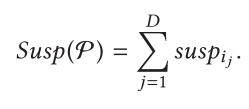 Susp(𝒫) = ∑_{j=1}^{D} susp_{i_j}.